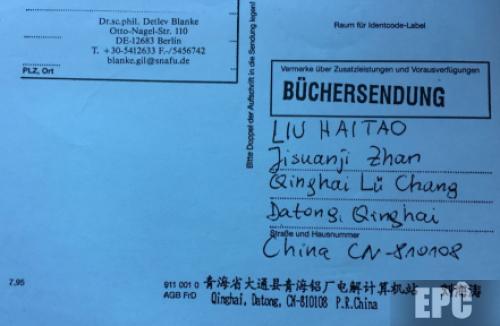 Dr.sc.phil. Detlev Blanke
Otto-Nagel-Str. 110
DE-12683 Berlin
T. +30-5412633 F.-/5456742
blanke.gil@snafu.de
PLZ, Ort
Bitte Doppel der Aufschrift in die Sendung legen!
Raum für Identcode-Label
Vermerke über Zusatzleistungen und Vorausverfügungen
BÜCHERSENDUNG
LIU HAITAO
Jisuanji Zhan
Qinghai Lü Chang
Datong, Qinghai
Straße und Hausnummer
China CN-810108
7,95
911 001 0
AGB FrD
青海省大通县青海铝厂电解计算机站 刘海涛
Qinghai, Datong, CN-810108 P.R.China
EPC